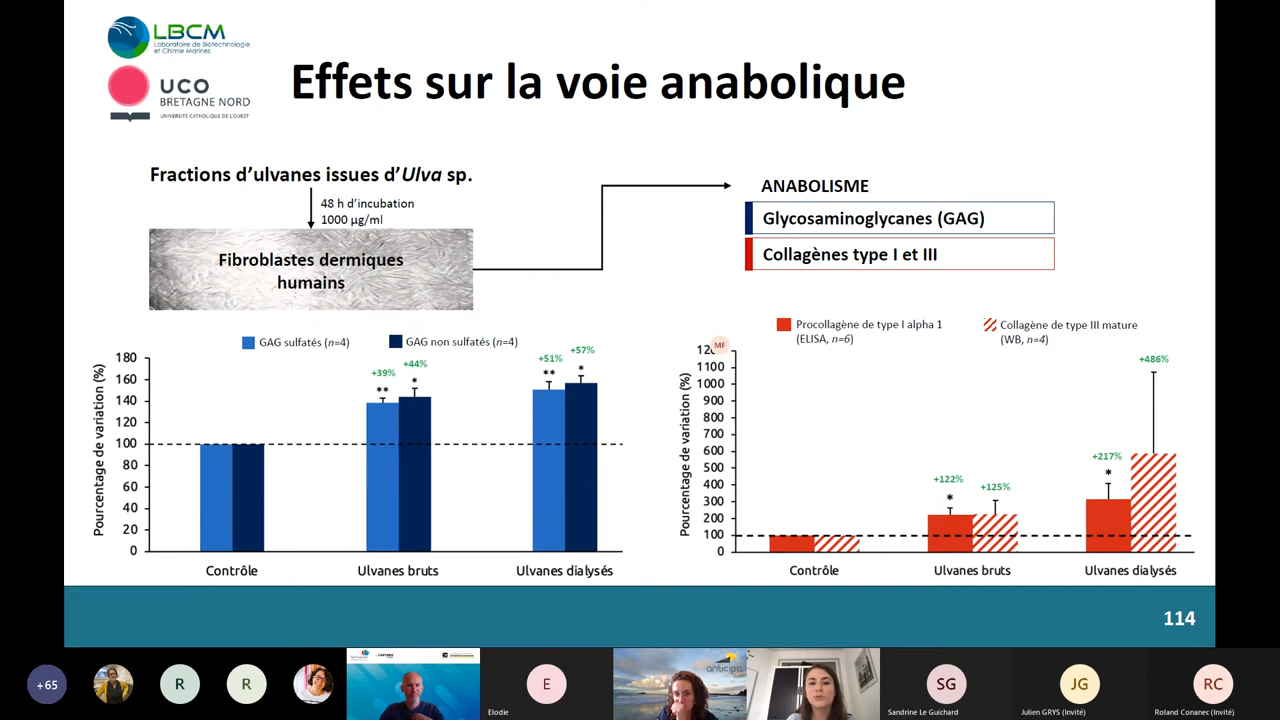 LBCM
Laboratoire de Biotechnologie
et Chimie Marines
UCO
BRETAGNE NORD
UNIVERSITÉ CATHOLIQUE DE L'OUEST
Effets sur la voie anabolique
Fractions d'ulvanes issues d'Ulva sp.
48 h d'incubation
1000 µg/ml
Fibroblastes dermiques
humains
ANABOLISME
Glycosaminoglycanes (GAG)
Collagènes type I et III
GAG sulfatés (n=4)
GAG non sulfatés (n=4)
Pourcentage de variation (%)
180
160
140
120
100
80
60
40
20
0
+39%
**
+44%
*
+51%
**
+57%
*
Contrôle
Ulvanes bruts
Ulvanes dialysés
Procollagène de type I alpha 1
(ELISA, n=6)
Collagène de type III mature
(WB, n=4)
MF
Pourcentage de variation (%)
1100
1000
900
800
700
600
500
400
300
200
100
0
+122%
*
+125%
+217%
*
+486%
Contrôle
Ulvanes bruts
Ulvanes dialysés
114
+65
R
R
E
Elodie
anticipa
SG
Sandrine Le Guichard
JG
Julien GRYS (Invité)
RC
Roland Conanec (Invité)